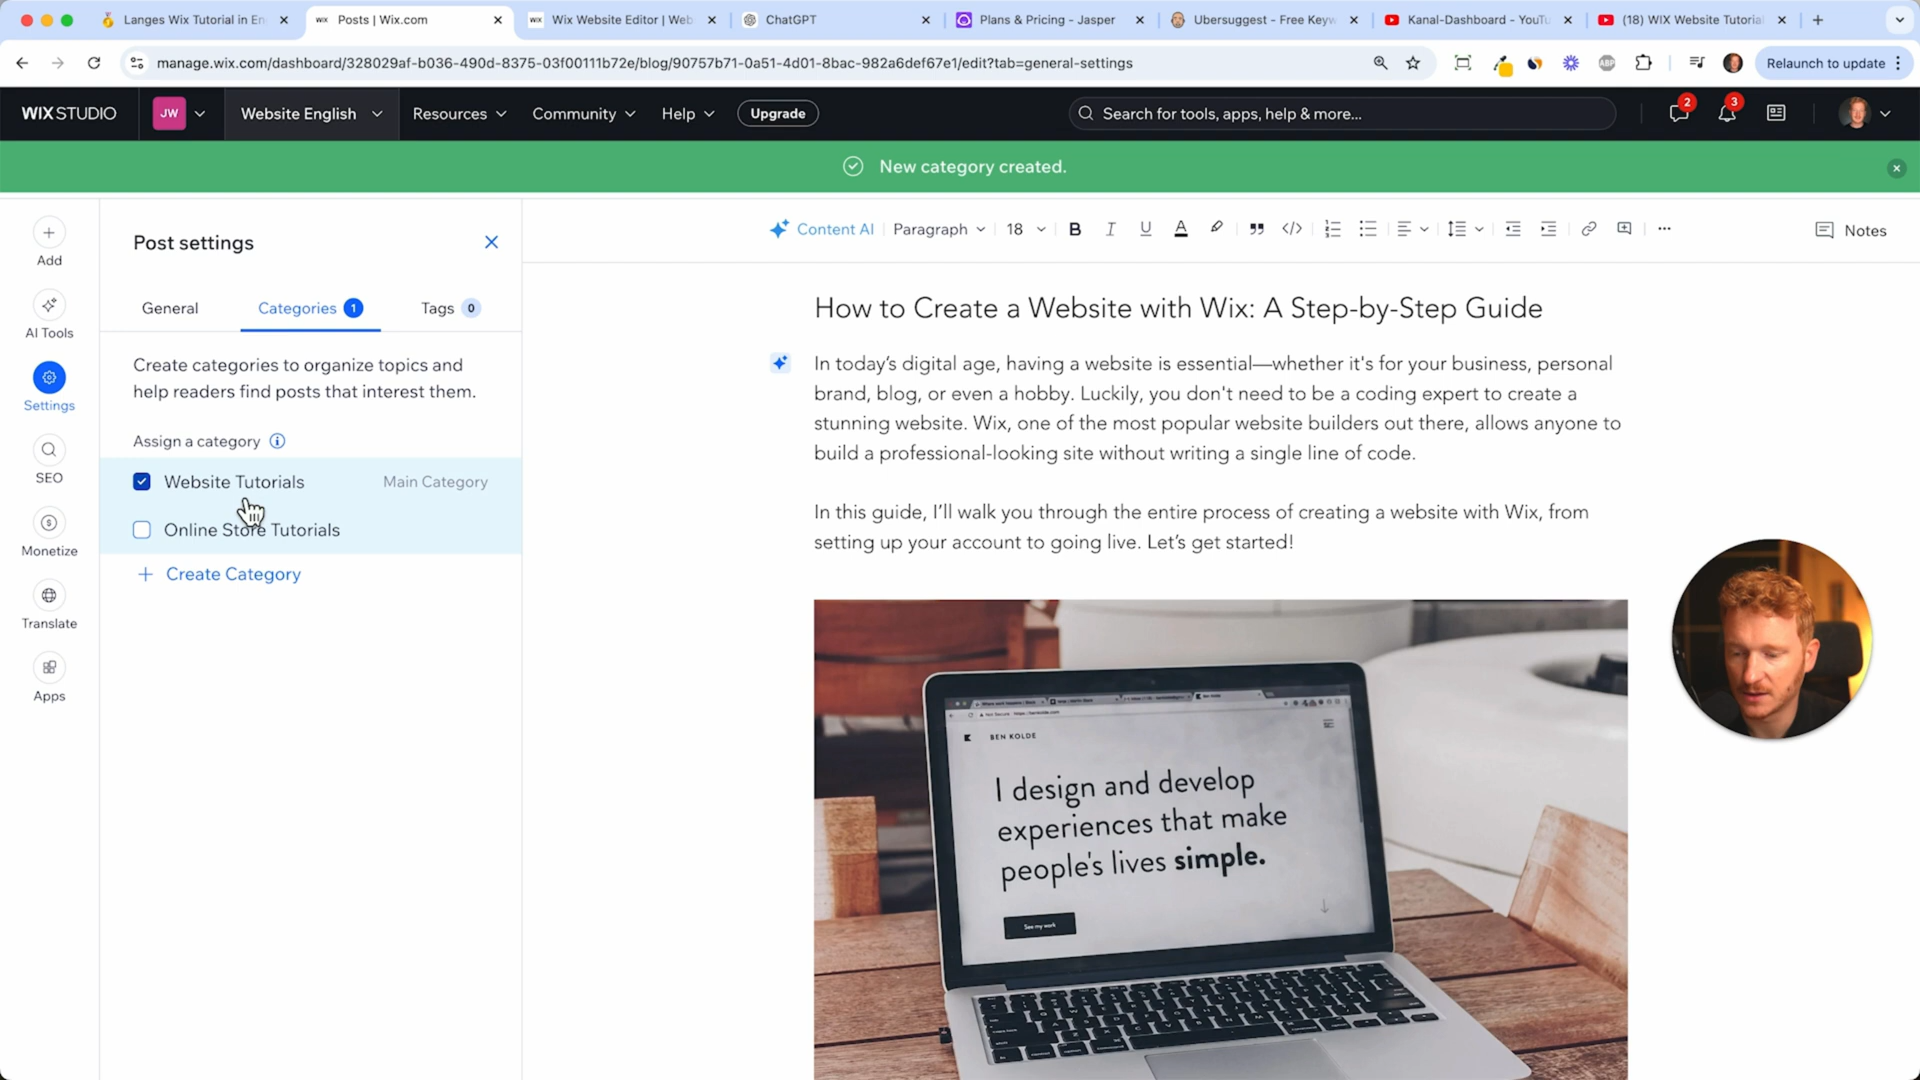 Langes Wix Tutorial in En
Posts | Wix.com
Wix Website Editor | Web
ChatGPT
Plans & Pricing - Jasper
Ubersuggest - Free Keyw
Kanal-Dashboard - YouTu
(18) WIX Website Tutoria
manage.wix.com/dashboard/328029af-b036-490d-8375-03f00111b72e/blog/90757b71-0a51-4d01-8bac-982a6def67e1/edit?tab=general-settings
Relaunch to update
WIX STUDIO
JW
Website English
Resources
Community
Help
Upgrade
Search for tools, apps, help & more...
2
3
New category created.
Add
AI Tools
Settings
SEO
Monetize
Translate
Apps
Post settings
General
Categories 1
Tags 0
Create categories to organize topics and
help readers find posts that interest them.
Assign a category
Website Tutorials
Main Category
Online Store Tutorials
+ Create Category
Content AI
Paragraph
18
B
I
U
A
Notes
How to Create a Website with Wix: A Step-by-Step Guide
In today's digital age, having a website is essential—whether it's for your business, personal
brand, blog, or even a hobby. Luckily, you don't need to be a coding expert to create a
stunning website. Wix, one of the most popular website builders out there, allows anyone to
build a professional-looking site without writing a single line of code.
In this guide, I'll walk you through the entire process of creating a website with Wix, from
setting up your account to going live. Let's get started!
BEN KOLDE
I design and develop
experiences that make
people's lives simple.
See my work